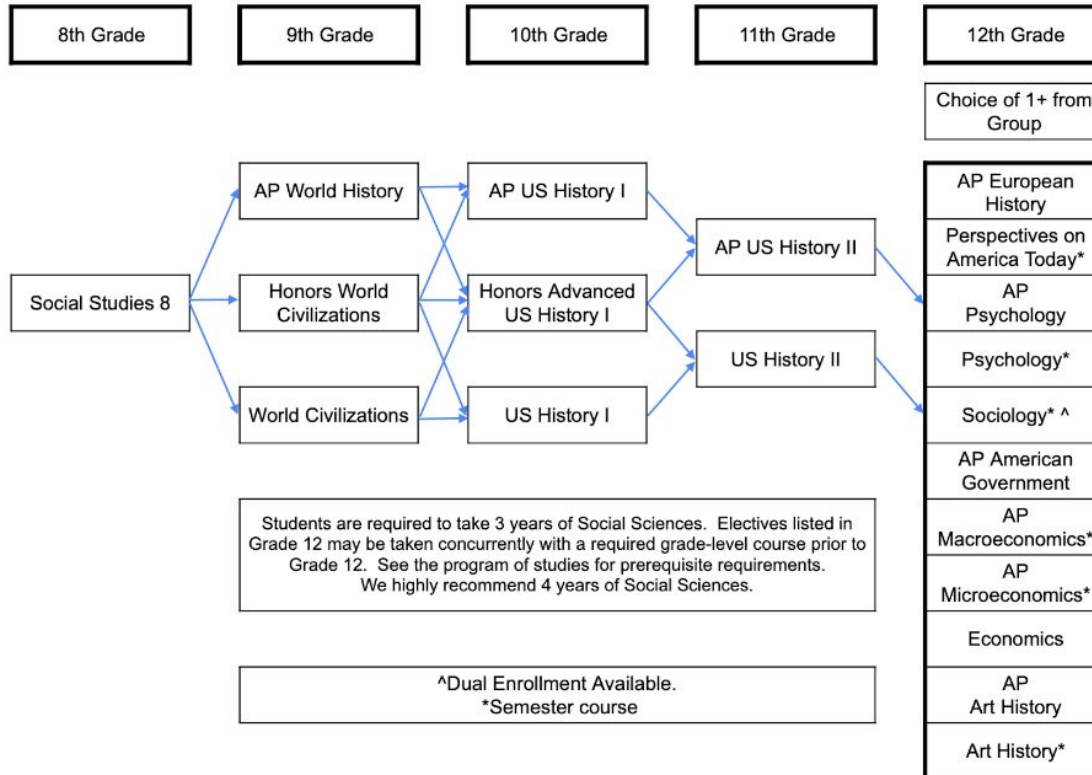 8th Grade
9th Grade
10th Grade
11th Grade
12th Grade
Choice of 1+ from
Group
Social Studies 8
AP World History
Honors World
Civilizations
World Civilizations
AP US History I
Honors Advanced
US History I
US History I
AP US History II
US History II
AP European
History
Perspectives on
America Today*
AP
Psychology
Psychology*
Sociology* ^
AP American
Government
AP
Macroeconomics*
AP
Microeconomics*
Economics
AP
Art History
Art History*
Students are required to take 3 years of Social Sciences. Electives listed in
Grade 12 may be taken concurrently with a required grade-level course prior to
Grade 12. See the program of studies for prerequisite requirements.
We highly recommend 4 years of Social Sciences.
^Dual Enrollment Available.
*Semester course